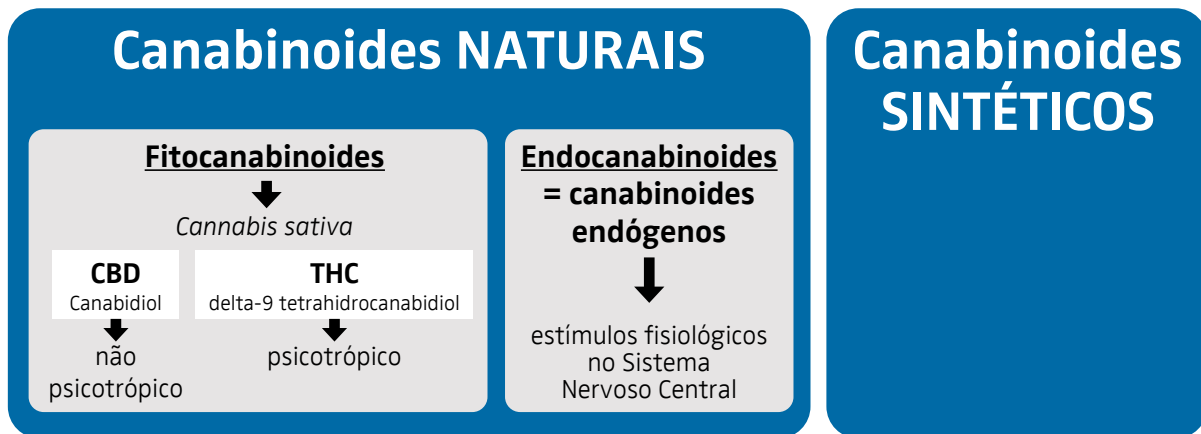 Canabinoides NATURAIS
Fitocanabinoides
Cannabis sativa
CBD
Canabidiol
não
psicotrópico
THC
delta-9 tetrahidrocanabidiol
psicotrópico
Endocanabinoides
= canabinoides
endógenos
estímulos fisiológicos
no Sistema
Nervoso Central
Canabinoides
SINTÉTICOS